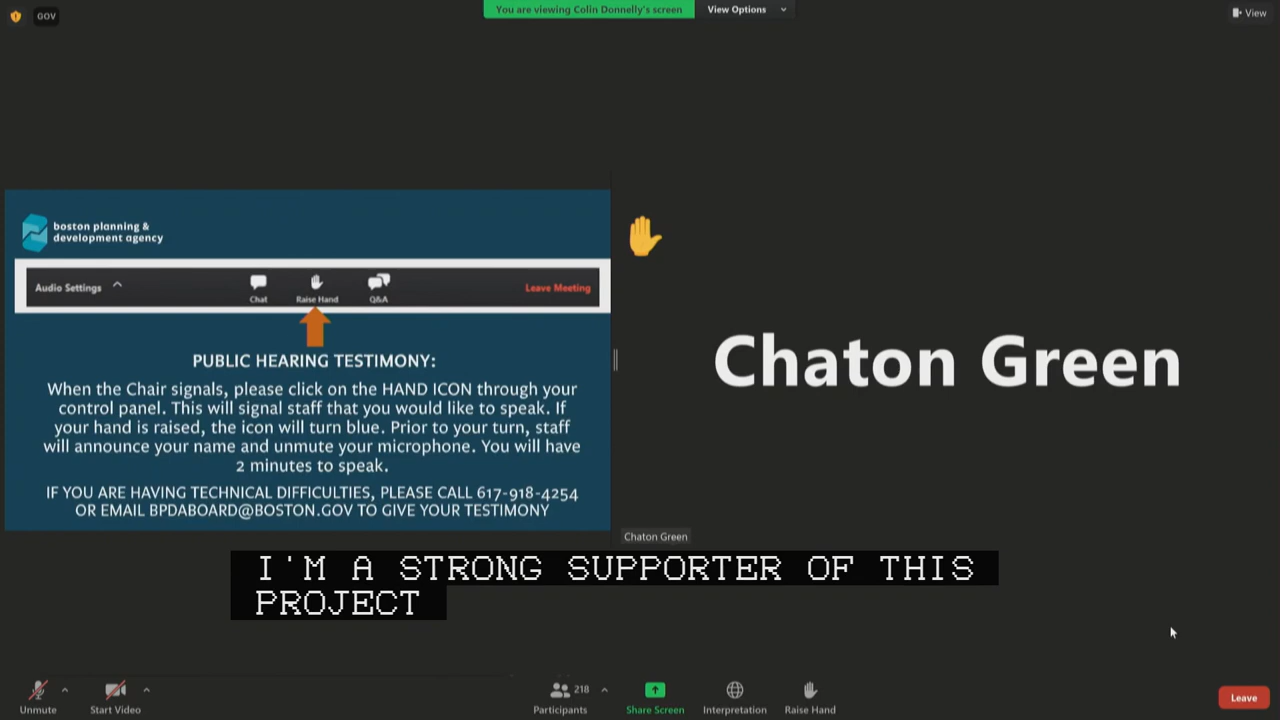 GOV
You are viewing Colin Donnelly's screen
View Options
View
boston planning &
development agency
Audio Settings
Chat
Raise Hand
Q&A
Leave Meeting
PUBLIC HEARING TESTIMONY:
When the Chair signals, please click on the HAND ICON through your
control panel. This will signal staff that you would like to speak. If
your hand is raised, the icon will turn blue. Prior to your turn, staff
will announce your name and unmute your microphone. You will have
2 minutes to speak.
IF YOU ARE HAVING TECHNICAL DIFFICULTIES, PLEASE CALL 617-918-4254
OR EMAIL BPDABOARD@BOSTON.GOV TO GIVE YOUR TESTIMONY
Chaton Green
Chaton Green
I'M A STRONG SUPPORTER OF THIS
PROJECT
Unmute
Start Video
218
Participants
Share Screen
Interpretation
Raise Hand
Leave